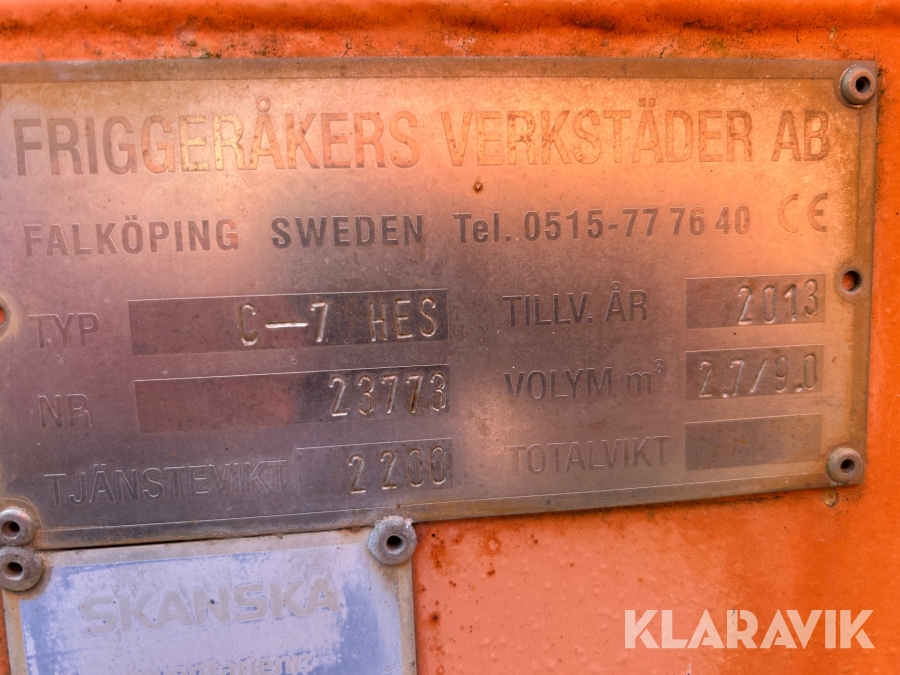 FRIGGERÅKERS VERKSTÄDER AB
FALKÖPING SWEDEN Tel. 0515-77 76 40 CE
TYP C-7 HES TILLV. ÅR 2013
NR 23773 VOLYM m³ 2.7/9.0
TJÄNSTEVIKT 2200 TOTALVIKT
SKANSKA
KLARAVIK